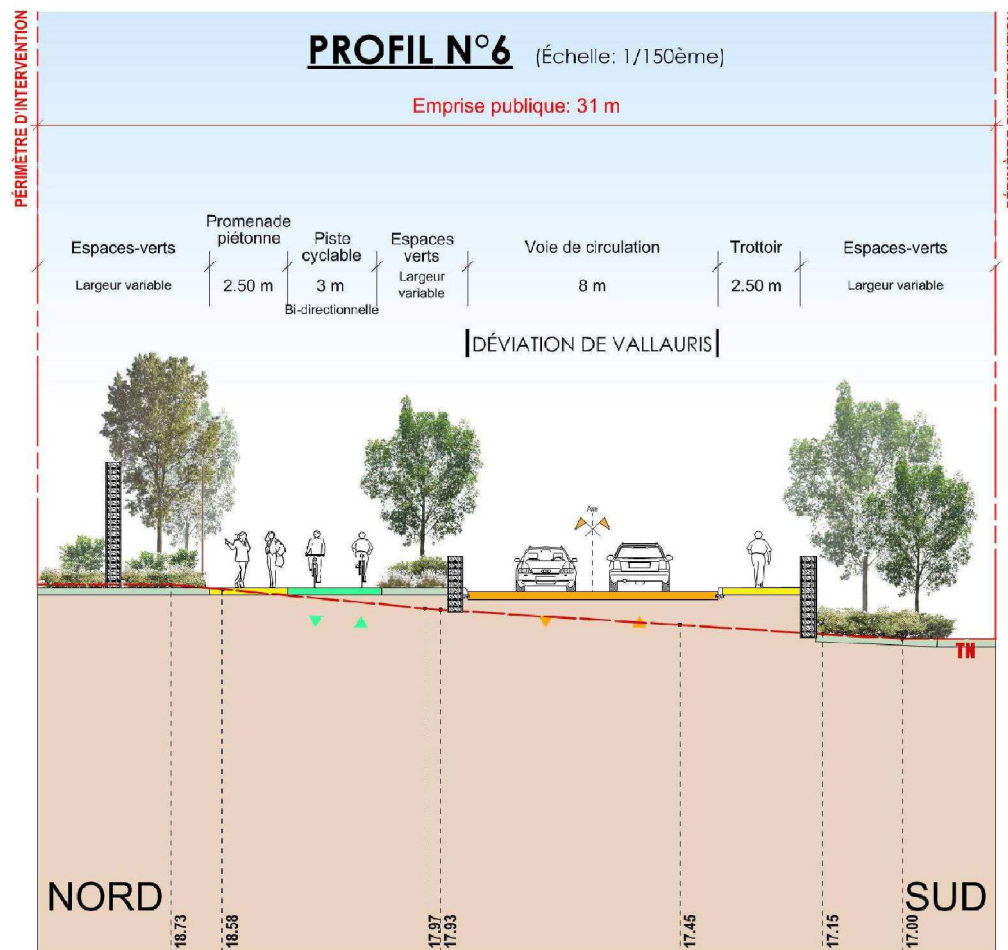 PROFIL N°6 (Échelle: 1/150ème)
PÉRIMÈTRE D'INTERVENTION
Emprise publique: 31 m
Espaces-verts
Largeur variable
Promenade
piétonne
2.50 m
Piste
cyclable
3 m
Bi-directionnelle
Espaces
verts
Largeur
variable
Voie de circulation
8 m
Trottoir
2.50 m
Espaces-verts
Largeur variable
DÉVIATION DE VALLAURIS
TN
NORD
SUD
18.73
18.58
17.97
17.93
17.45
17.15
17.00